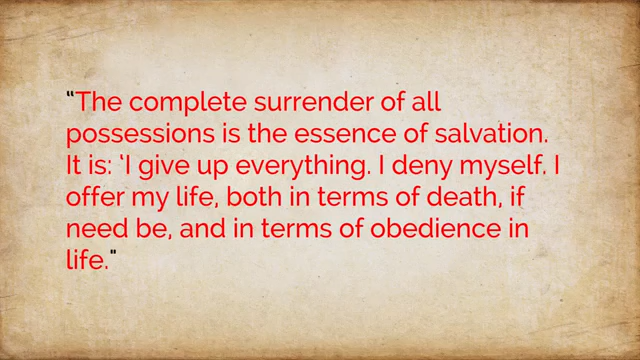 “The complete surrender of all
possessions is the essence of salvation.
It is: ‘I give up everything. I deny myself. I
offer my life, both in terms of death, if
need be, and in terms of obedience in
life."